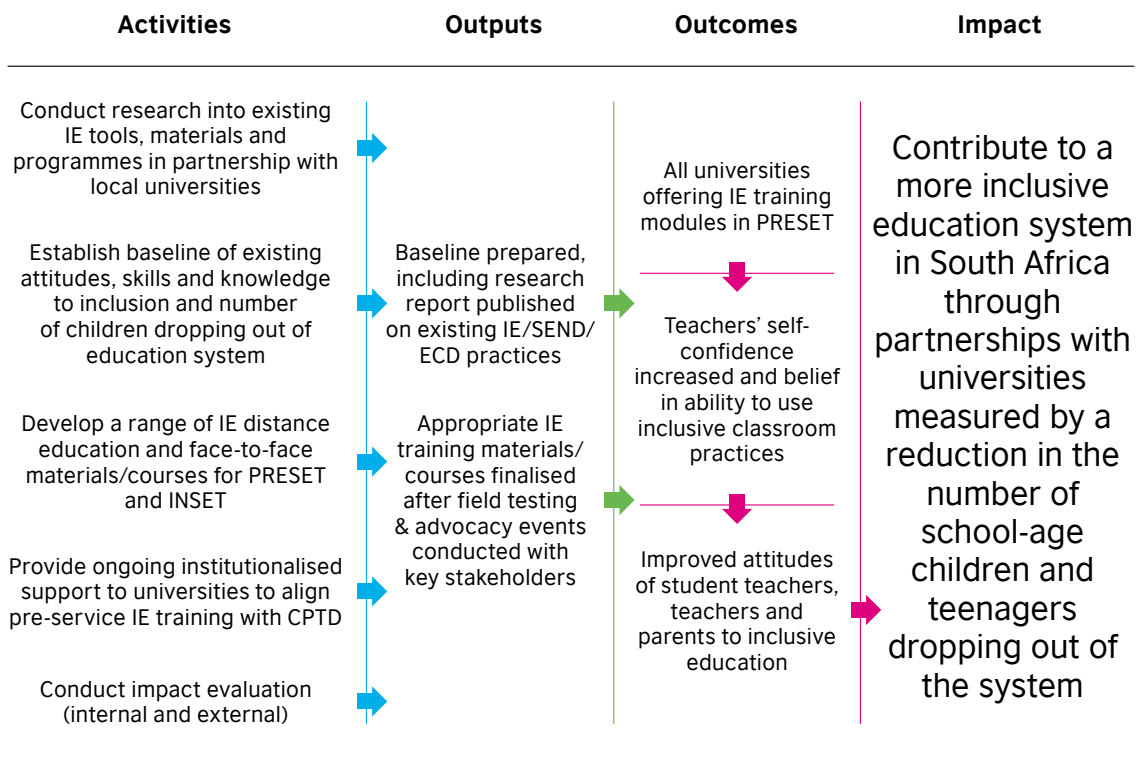 Activities
Outputs
Outcomes
Impact
Conduct research into existing
IE tools, materials and
programmes in partnership with
local universities
Establish baseline of existing
attitudes, skills and knowledge
to inclusion and number
of children dropping out of
education system
Develop a range of IE distance
education and face-to-face
materials/courses for PRESET
and INSET
Provide ongoing institutionalised
support to universities to align
pre-service IE training with CPTD
Conduct impact evaluation
(internal and external)
Baseline prepared,
including research
report published
on existing IE/SEND/
ECD practices
Appropriate IE
training materials/
courses finalised
after field testing
& advocacy events
conducted with
key stakeholders
All universities
offering IE training
modules in PRESET
Teachers’ self-
confidence
increased and belief
in ability to use
inclusive classroom
practices
Improved attitudes
of student teachers,
teachers and
parents to inclusive
education
Contribute to a
more inclusive
education system
in South Africa
through
partnerships with
universities
measured by a
reduction in the
number of
school-age
children and
teenagers
dropping out of
the system